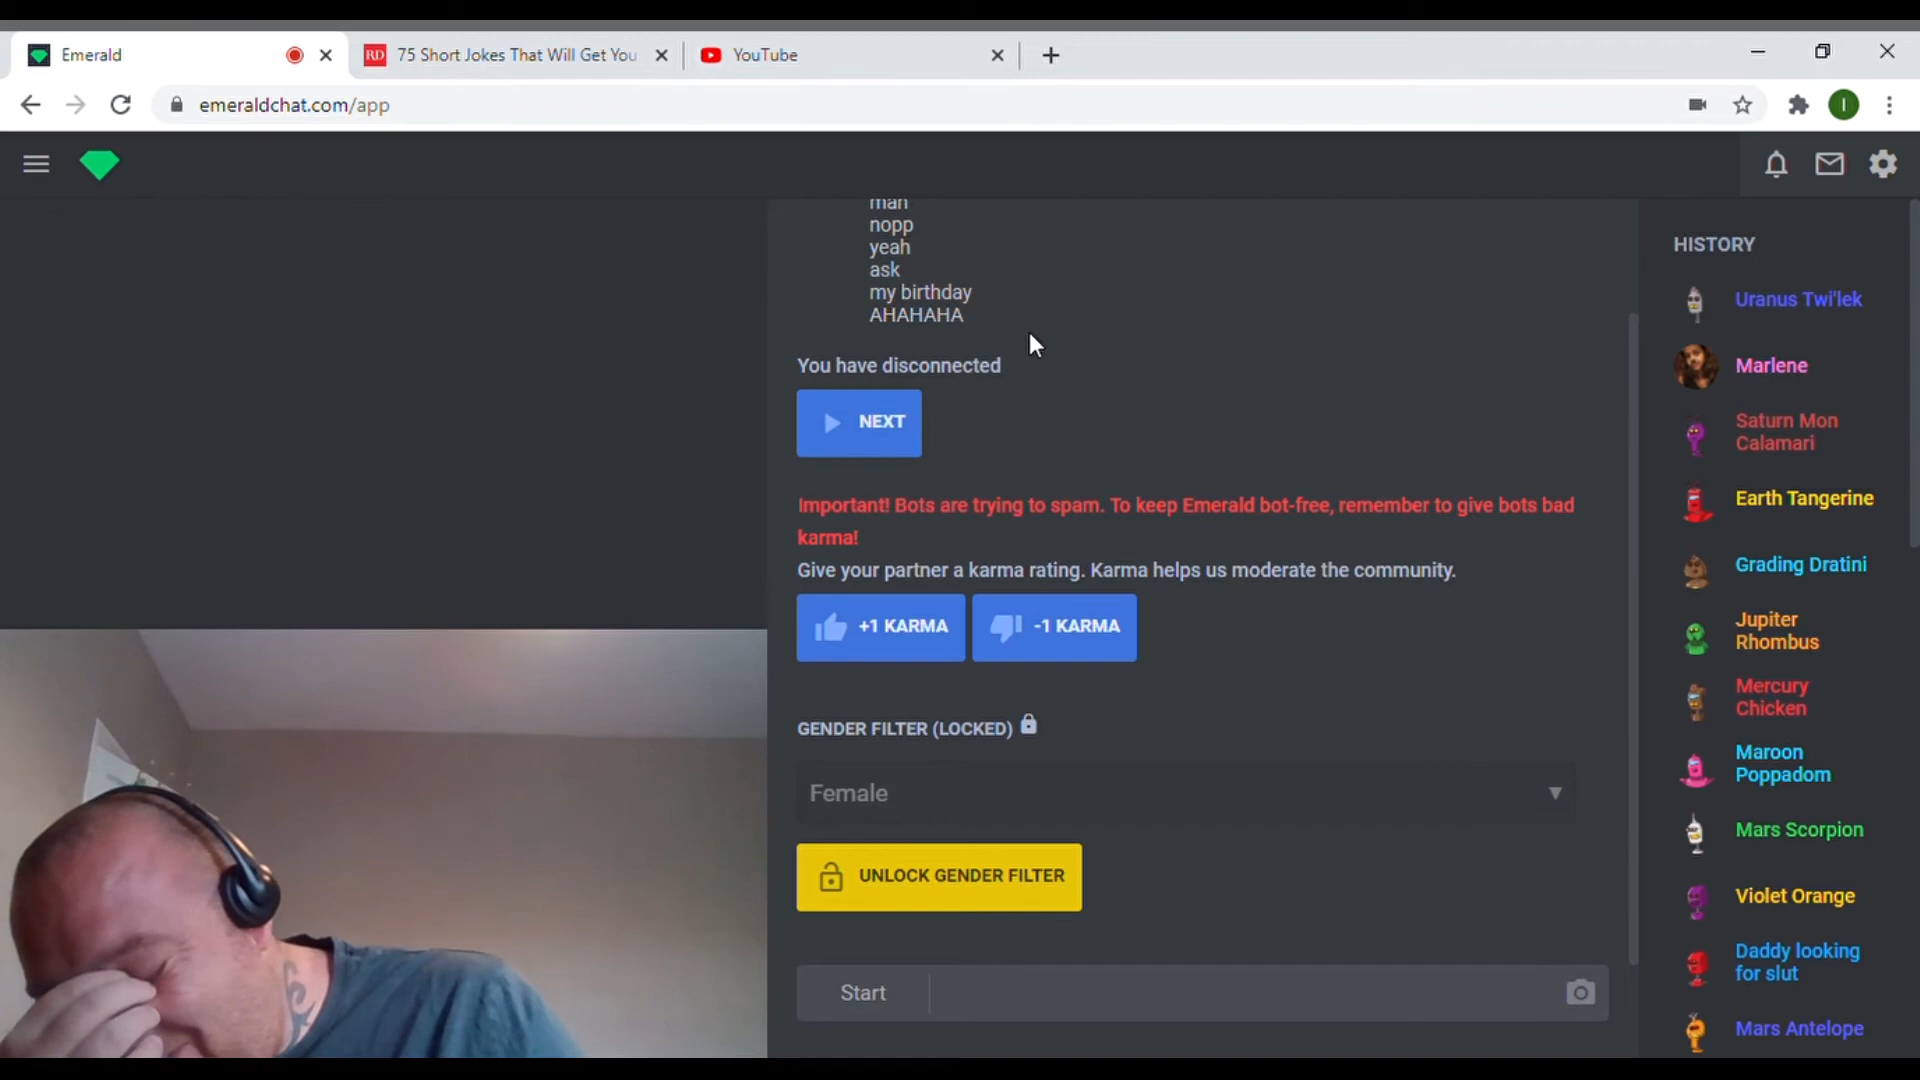 Emerald
RD 75 Short Jokes That Will Get You
YouTube
emeraldchat.com/app
I
man
nopp
yeah
ask
my birthday
AHAHAHA
You have disconnected
NEXT
Important! Bots are trying to spam. To keep Emerald bot-free, remember to give bots bad
karma!
Give your partner a karma rating. Karma helps us moderate the community.
+1 KARMA
-1 KARMA
GENDER FILTER (LOCKED)
Female
UNLOCK GENDER FILTER
Start
HISTORY
Uranus Twi'lek
Marlene
Saturn Mon
Calamari
Earth Tangerine
Grading Dratini
Jupiter
Rhombus
Mercury
Chicken
Maroon
Poppadom
Mars Scorpion
Violet Orange
Daddy looking
for slut
Mars Antelope